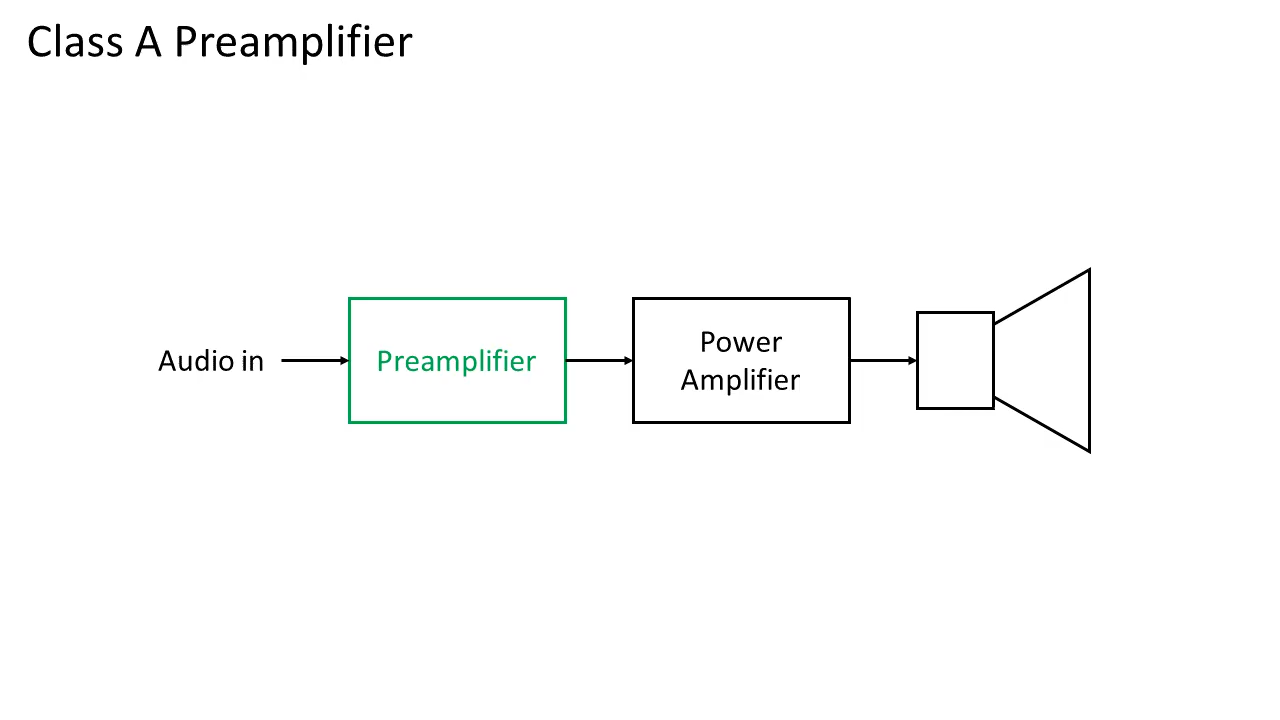 Class A Preamplifier
Audio in
Preamplifier
Power
Amplifier